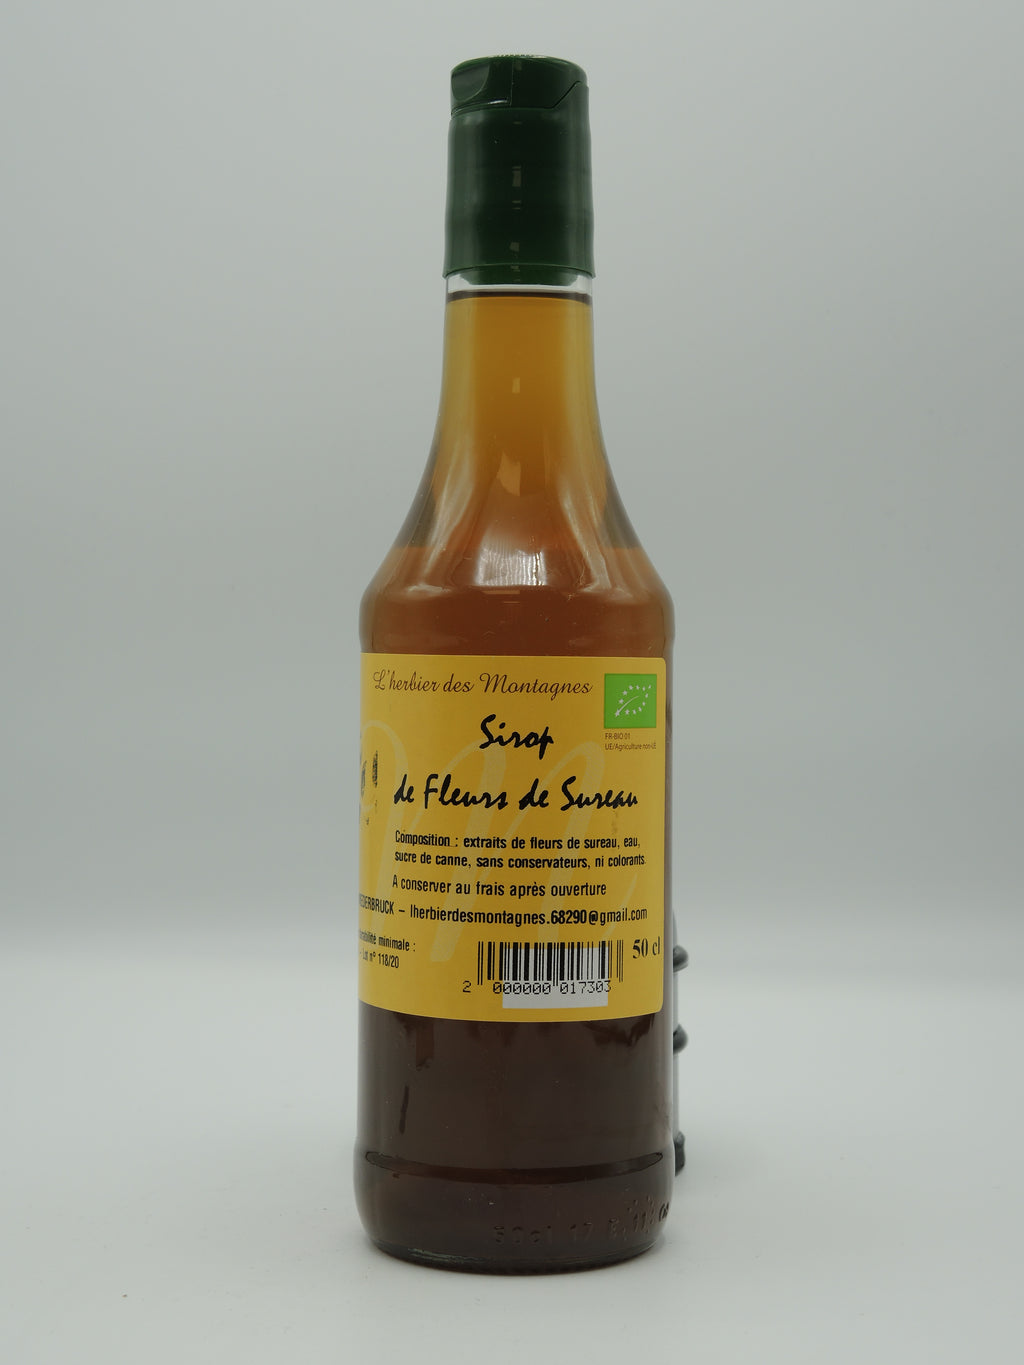 L'herbier des Montagnes
Sirop
de Fleurs de Sureau
FR-BIO 01
UE/Agriculture non-UE
Composition : extraits de fleurs de sureau, eau,
sucre de canne, sans conservateurs, ni colorants.
A conserver au frais après ouverture
– lherbierdesmontagnes.68290@gmail.com
minimale :
Lot n° 118/20
50 cl
2 000000 017303
50cl